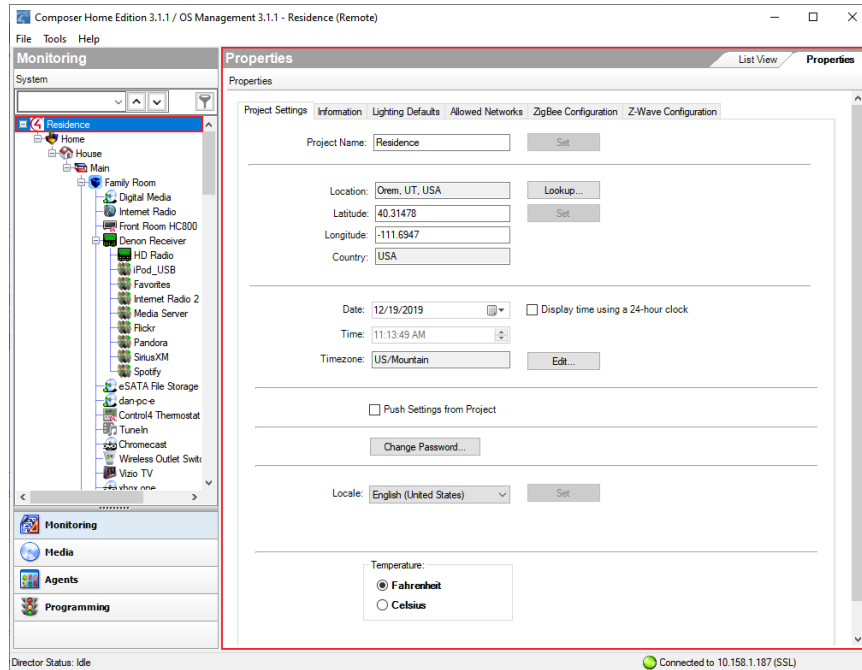 Composer Home Edition 3.1.1 / OS Management 3.1.1 - Residence (Remote)
File Tools Help
Monitoring
System
Residence
Home
House
Main
Family Room
Digital Media
Internet Radio
Front Room HC800
Denon Receiver
HD Radio
iPod_USB
Favorites
Internet Radio 2
Media Server
Flickr
Pandora
SiriusXM
Spotify
eSATA File Storage
dan-pc-e
Control4 Thermostat
TuneIn
Chromecast
Wireless Outlet Switc
Vizio TV
xbox one
Monitoring
Media
Agents
Programming
Properties
List View Properties
Properties
Project Settings Information Lighting Defaults Allowed Networks ZigBee Configuration Z-Wave Configuration
Project Name: Residence Set
Location: Orem, UT, USA Lookup...
Latitude: 40.31478 Set
Longitude: -111.6947
Country: USA
Date: 12/19/2019 Display time using a 24-hour clock
Time: 11:13:49 AM
Timezone: US/Mountain Edit...
Push Settings from Project
Change Password...
Locale: English (United States) Set
Temperature:
Fahrenheit
Celsius
Director Status: Idle
Connected to 10.158.1.187 (SSL)